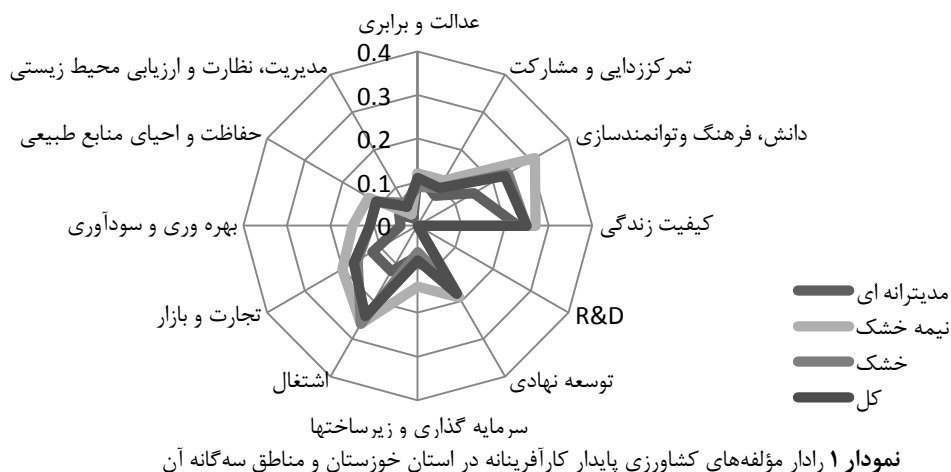 عدالت و برابری
تمرکززدایی و مشارکت
دانش، فرهنگ وتوانمندسازی
کیفیت زندگی
R&D
توسعه نهادی
سرمایه گذاری و زیرساختها
اشتغال
تجارت و بازار
بهره وری و سودآوری
حفاظت و احیای منابع طبیعی
مدیریت، نظارت و ارزیابی محیط زیستی
0.4
0.3
0.2
0.1
0
مدیترانه ای
نیمه خشک
خشک
کل
نمودار ۱ رادار مؤلفه‌های کشاورزی پایدار کارآفرینانه در استان خوزستان و مناطق سه‌گانه آن